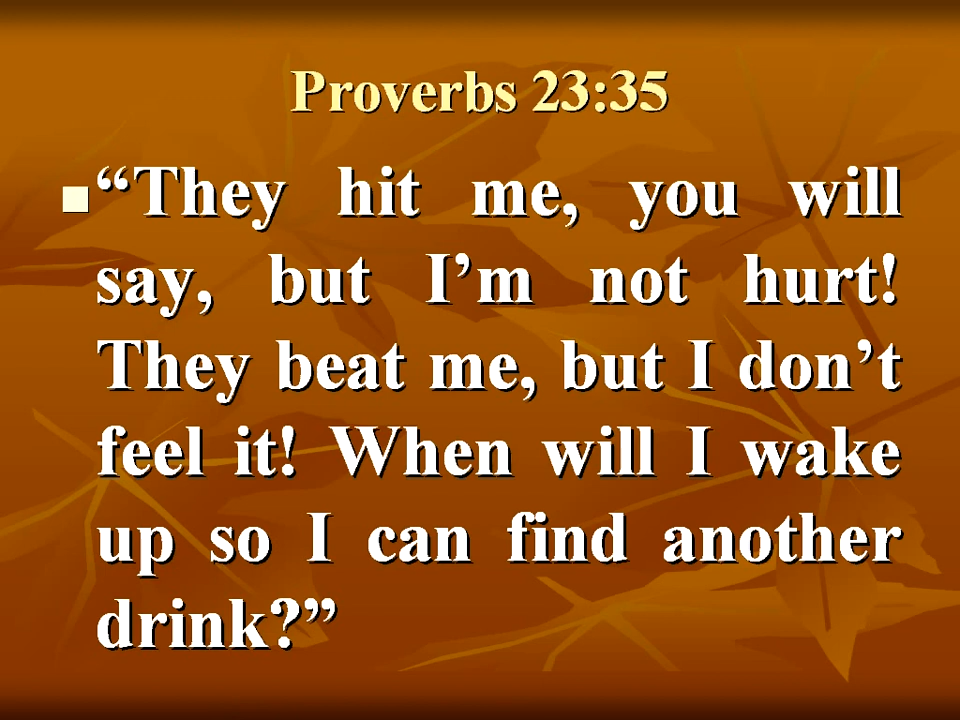 Proverbs 23:35
“They hit me, you will
say, but I’m not hurt!
They beat me, but I don’t
feel it! When will I wake
up so I can find another
drink?”